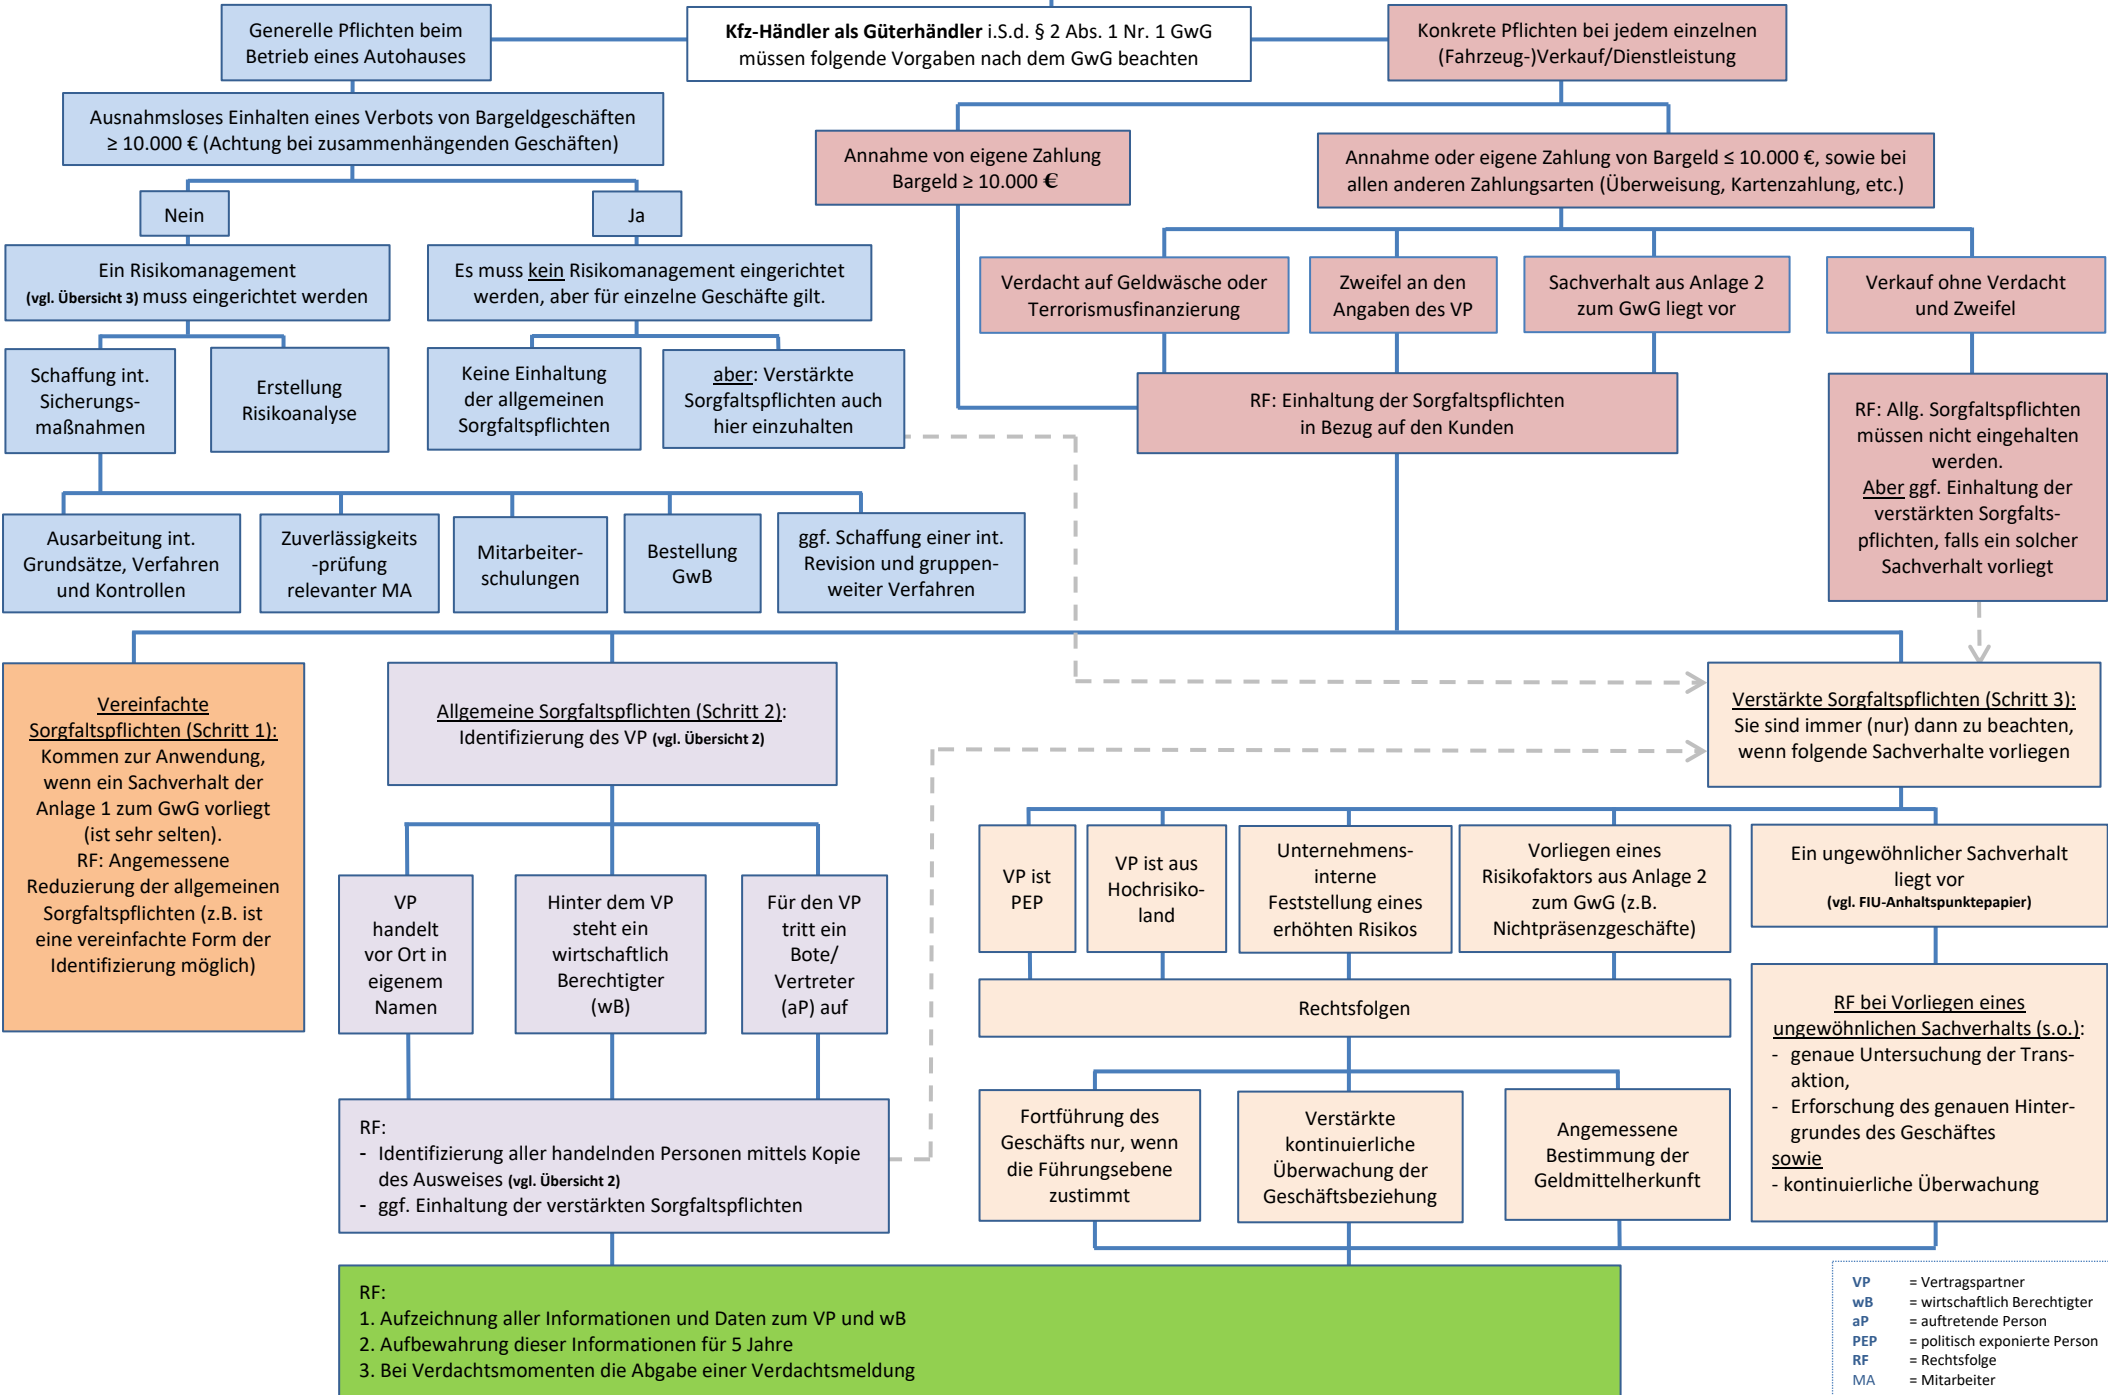 Generelle Pflichten beim
Betrieb eines Autohauses
Kfz-Händler als Güterhändler i.S.d. § 2 Abs. 1 Nr. 1 GwG
müssen folgende Vorgaben nach dem GwG beachten
Konkrete Pflichten bei jedem einzelnen
(Fahrzeug-)Verkauf/Dienstleistung
Ausnahmsloses Einhalten eines Verbots von Bargeldgeschäften
≥ 10.000 € (Achtung bei zusammenhängenden Geschäften)
Annahme von eigene Zahlung
Bargeld ≥ 10.000 €
Annahme oder eigene Zahlung von Bargeld ≤ 10.000 €, sowie bei
allen anderen Zahlungsarten (Überweisung, Kartenzahlung, etc.)
Nein
Ja
Ein Risikomanagement
(vgl. Übersicht 3) muss eingerichtet werden
Es muss kein Risikomanagement eingerichtet
werden, aber für einzelne Geschäfte gilt.
Verdacht auf Geldwäsche oder
Terrorismusfinanzierung
Zweifel an den
Angaben des VP
Sachverhalt aus Anlage 2
zum GwG liegt vor
Verkauf ohne Verdacht
und Zweifel
Schaffung int.
Sicherungs-
maßnahmen
Erstellung
Risikoanalyse
Keine Einhaltung
der allgemeinen
Sorgfaltspflichten
aber: Verstärkte
Sorgfaltspflichten auch
hier einzuhalten
RF: Einhaltung der Sorgfaltspflichten
in Bezug auf den Kunden
RF: Allg. Sorgfaltspflichten
müssen nicht eingehalten
werden.
Aber ggf. Einhaltung der
verstärkten Sorgfalts-
pflichten, falls ein solcher
Sachverhalt vorliegt
Ausarbeitung int.
Grundsätze, Verfahren
und Kontrollen
Zuverlässigkeits
-prüfung
relevanter MA
Mitarbeiter-
schulungen
Bestellung
GwB
ggf. Schaffung einer int.
Revision und gruppen-
weiter Verfahren
Vereinfachte
Sorgfaltspflichten (Schritt 1):
Kommen zur Anwendung,
wenn ein Sachverhalt der
Anlage 1 zum GwG vorliegt
(ist sehr selten).
RF: Angemessene
Reduzierung der allgemeinen
Sorgfaltspflichten (z.B. ist
eine vereinfachte Form der
Identifizierung möglich)
Allgemeine Sorgfaltspflichten (Schritt 2):
Identifizierung des VP (vgl. Übersicht 2)
Verstärkte Sorgfaltspflichten (Schritt 3):
Sie sind immer (nur) dann zu beachten,
wenn folgende Sachverhalte vorliegen
VP
handelt
vor Ort in
eigenem
Namen
Hinter dem VP
steht ein
wirtschaftlich
Berechtigter
(wB)
Für den VP
tritt ein
Bote/
Vertreter
(aP) auf
VP ist
PEP
VP ist aus
Hochrisiko-
land
Unternehmens-
interne
Feststellung eines
erhöhten Risikos
Vorliegen eines
Risikofaktors aus Anlage 2
zum GwG (z.B.
Nichtpräsenzgeschäfte)
Ein ungewöhnlicher Sachverhalt
liegt vor
(vgl. FIU-Anhaltspunktepapier)
Rechtsfolgen
RF bei Vorliegen eines
ungewöhnlichen Sachverhalts (s.o.):
- genaue Untersuchung der Trans-
aktion,
- Erforschung des genauen Hinter-
grundes des Geschäftes
sowie
- kontinuierliche Überwachung
RF:
- Identifizierung aller handelnden Personen mittels Kopie
des Ausweises (vgl. Übersicht 2)
- ggf. Einhaltung der verstärkten Sorgfaltspflichten
Fortführung des
Geschäfts nur, wenn
die Führungsebene
zustimmt
Verstärkte
kontinuierliche
Überwachung der
Geschäftsbeziehung
Angemessene
Bestimmung der
Geldmittelherkunft
RF:
1. Aufzeichnung aller Informationen und Daten zum VP und wB
2. Aufbewahrung dieser Informationen für 5 Jahre
3. Bei Verdachtsmomenten die Abgabe einer Verdachtsmeldung
VP = Vertragspartner
wB = wirtschaftlich Berechtigter
aP = auftretende Person
PEP = politisch exponierte Person
RF = Rechtsfolge
MA = Mitarbeiter